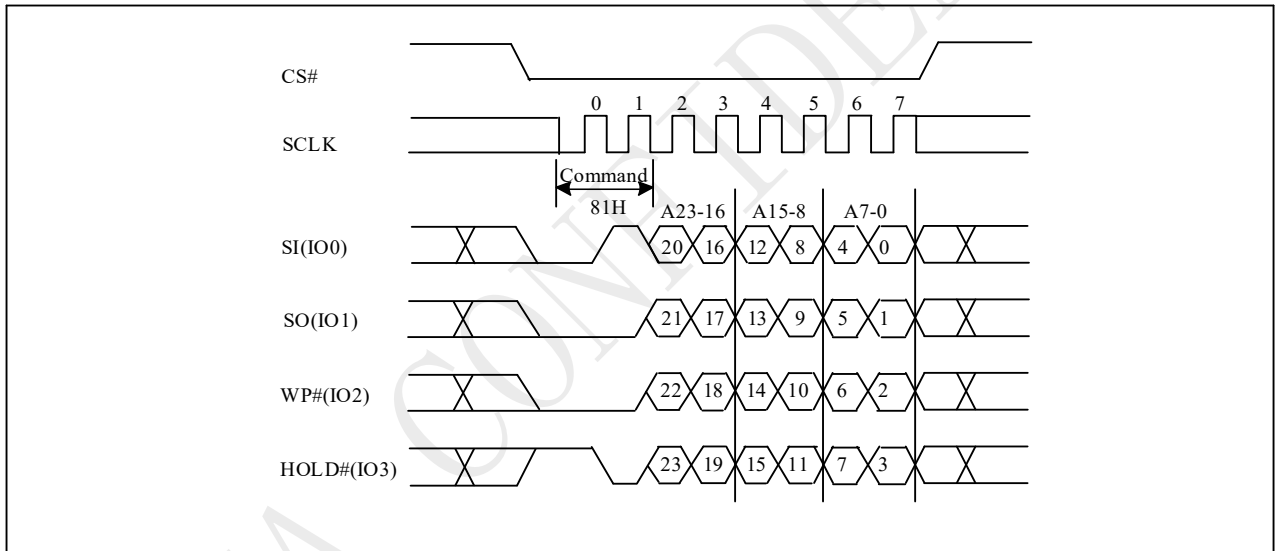 CS#
0 1 2 3 4 5 6 7
SCLK
Command
81H
A23-16 A15-8 A7-0
SI(IO0) 20 16 12 8 4 0
SO(IO1) 21 17 13 9 5 1
WP#(IO2) 22 18 14 10 6 2
HOLD#(IO3) 23 19 15 11 7 3